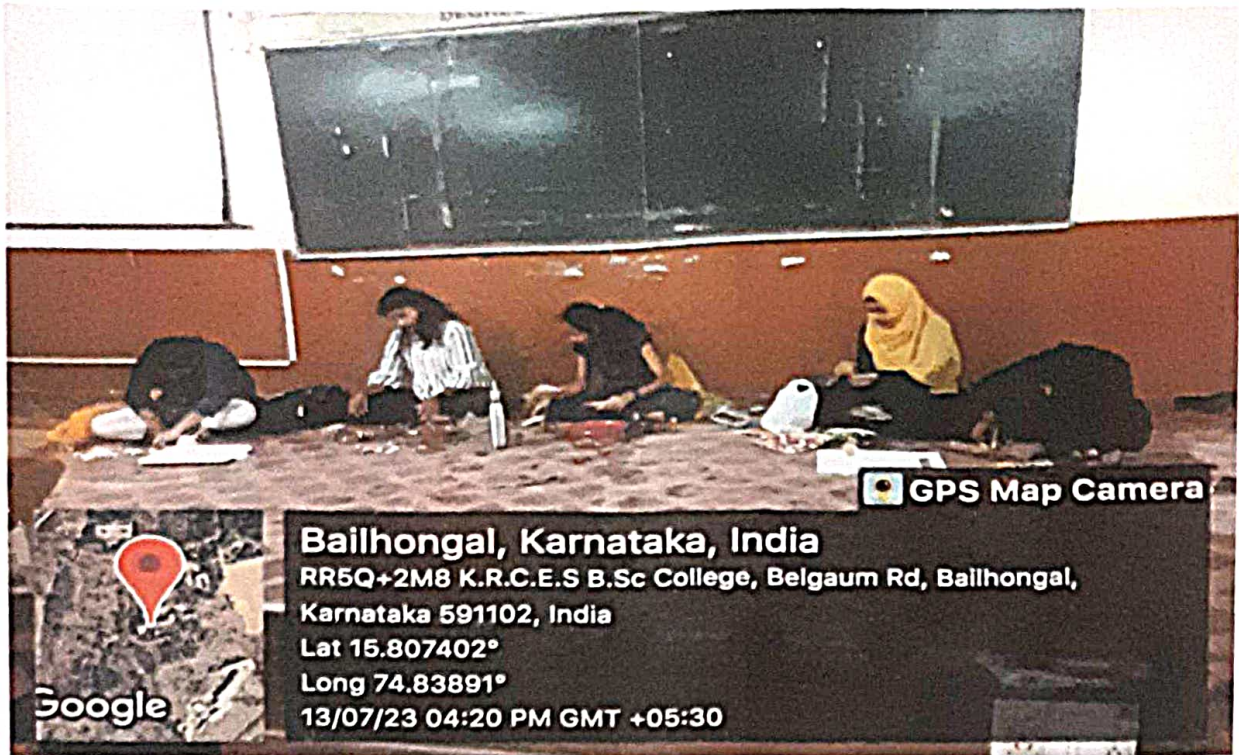 GPS Map Camera
Bailhongal, Karnataka, India
RR5Q+2M8 K.R.C.E.S B.Sc College, Belgaum Rd, Bailhongal,
Karnataka 591102, India
Lat 15.807402°
Long 74.83891°
13/07/23 04:20 PM GMT +05:30
Google